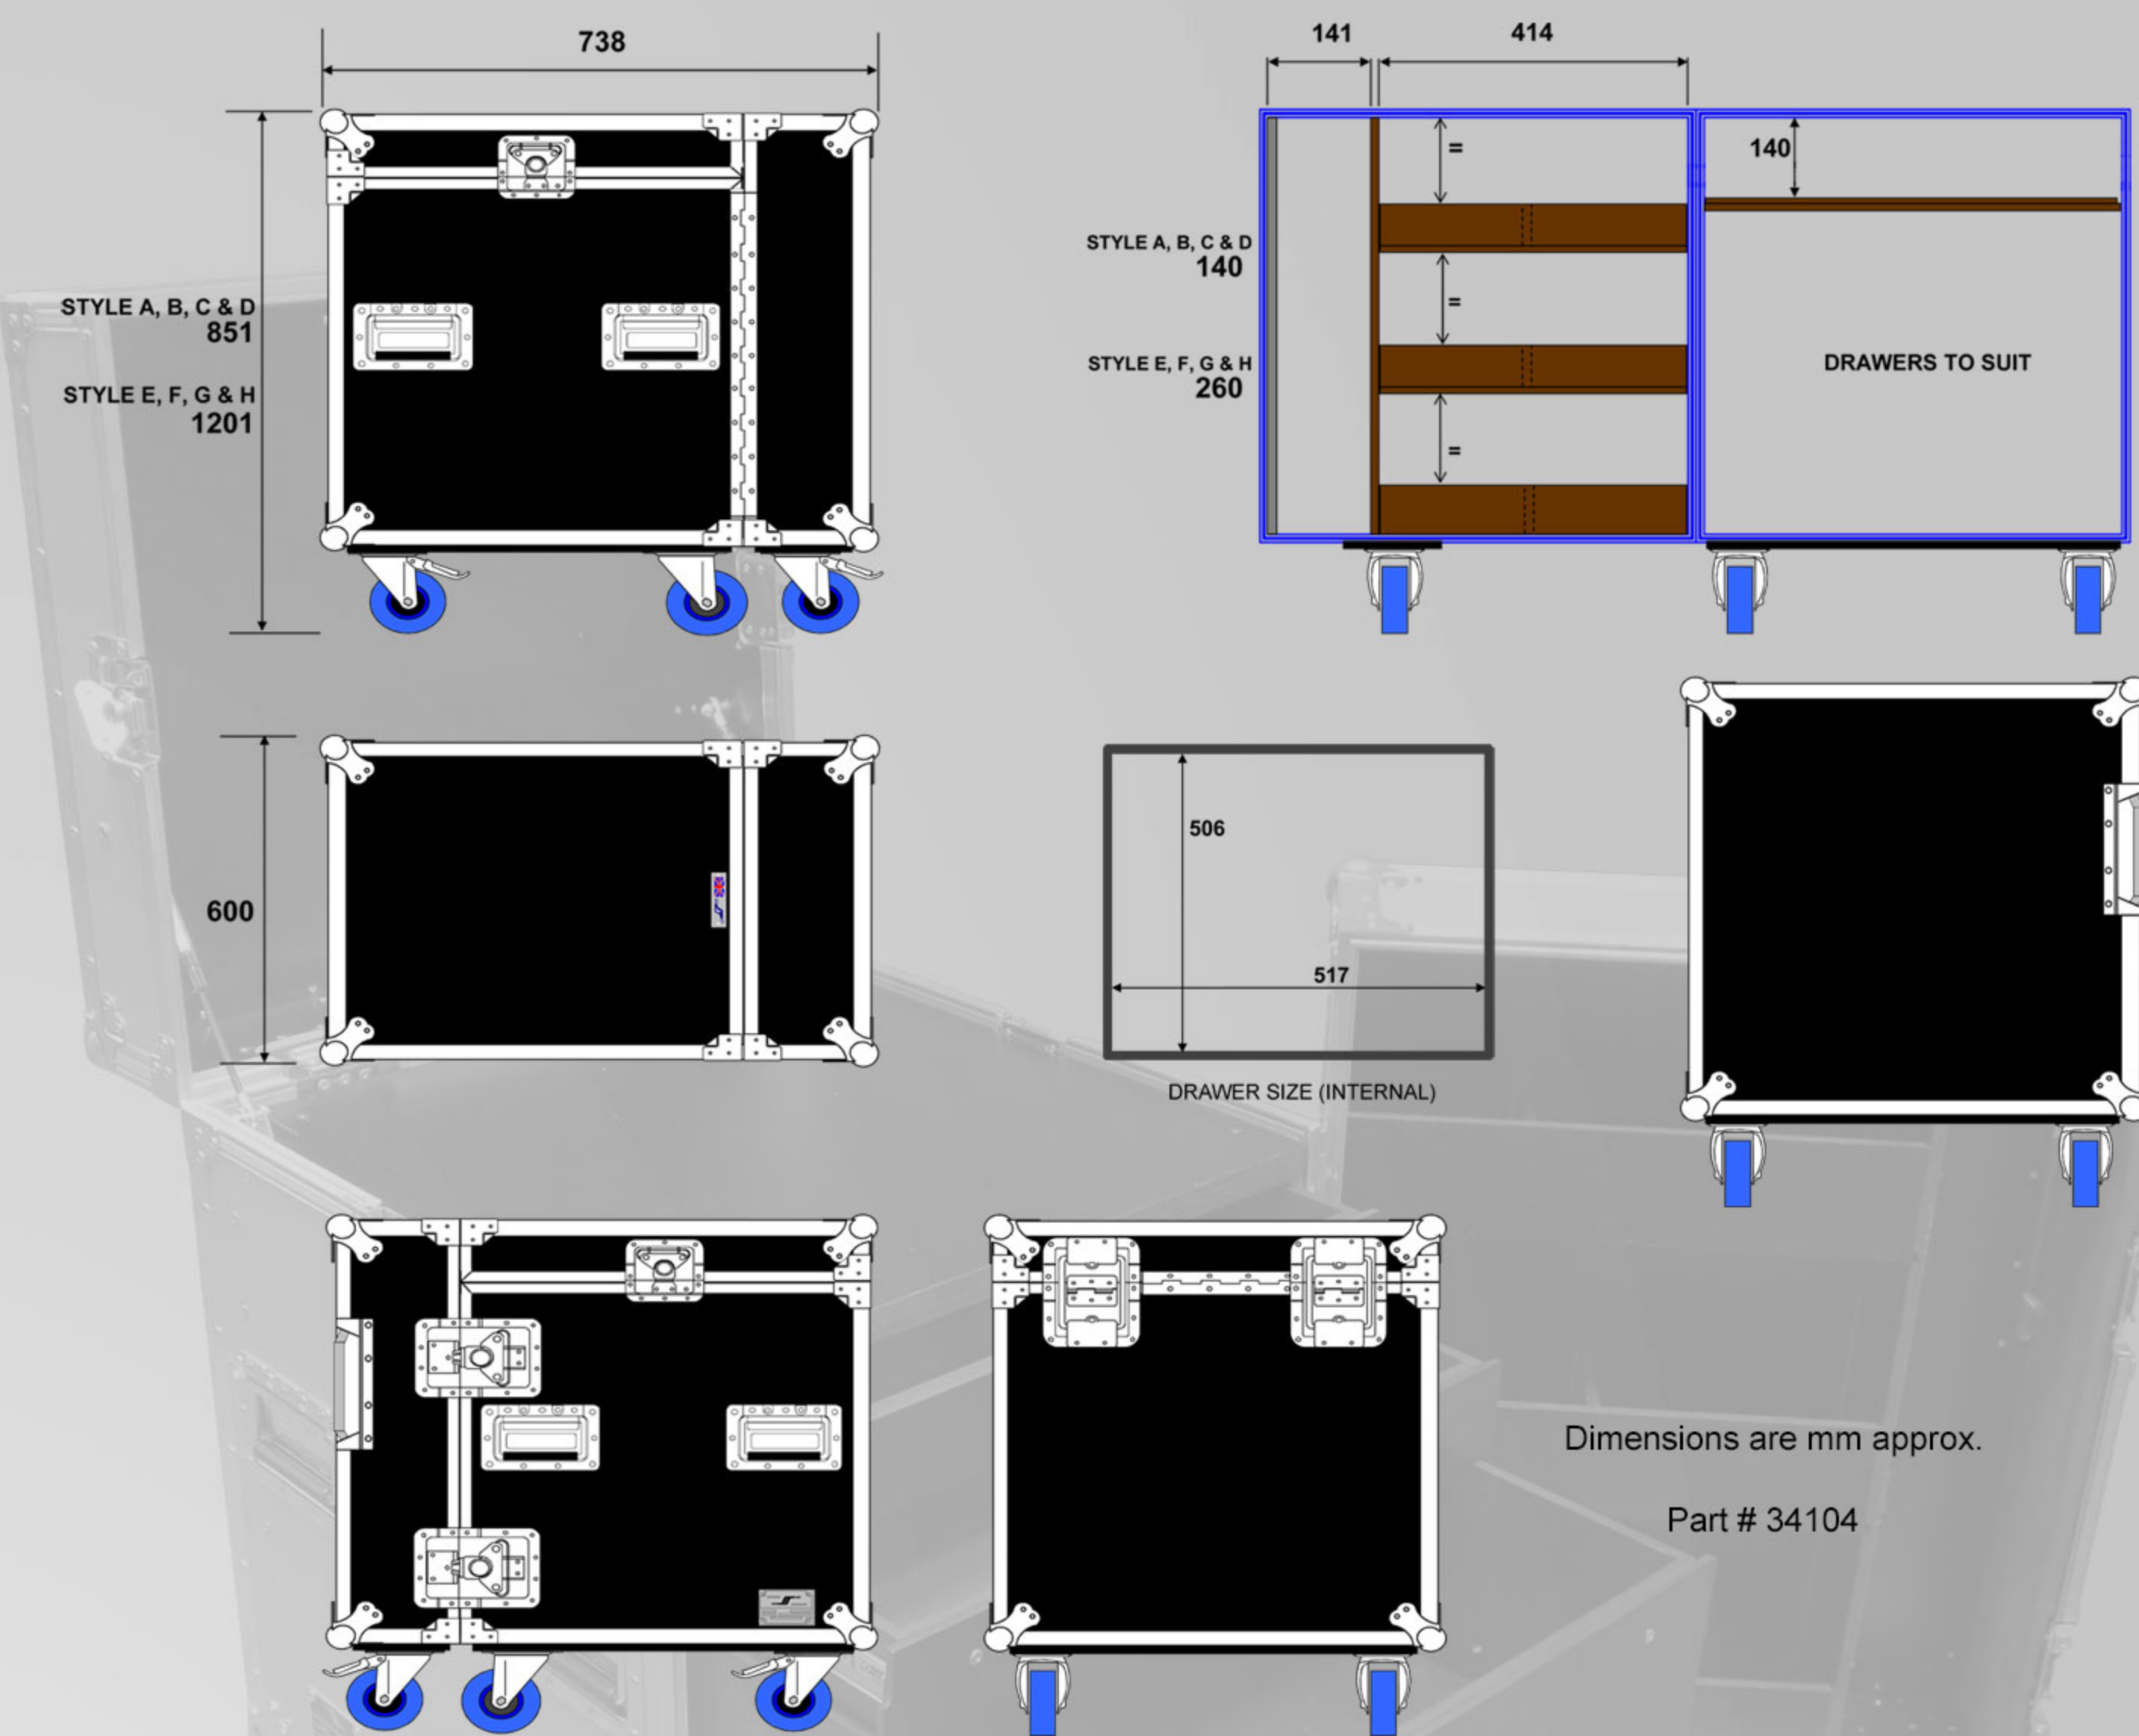 738
141
414
=
140
STYLE A, B, C & D
140
=
STYLE A, B, C & D
851
STYLE E, F, G & H
260
DRAWERS TO SUIT
STYLE E, F, G & H
1201
=
600
506
517
DRAWER SIZE (INTERNAL)
Dimensions are mm approx.
Part # 34104